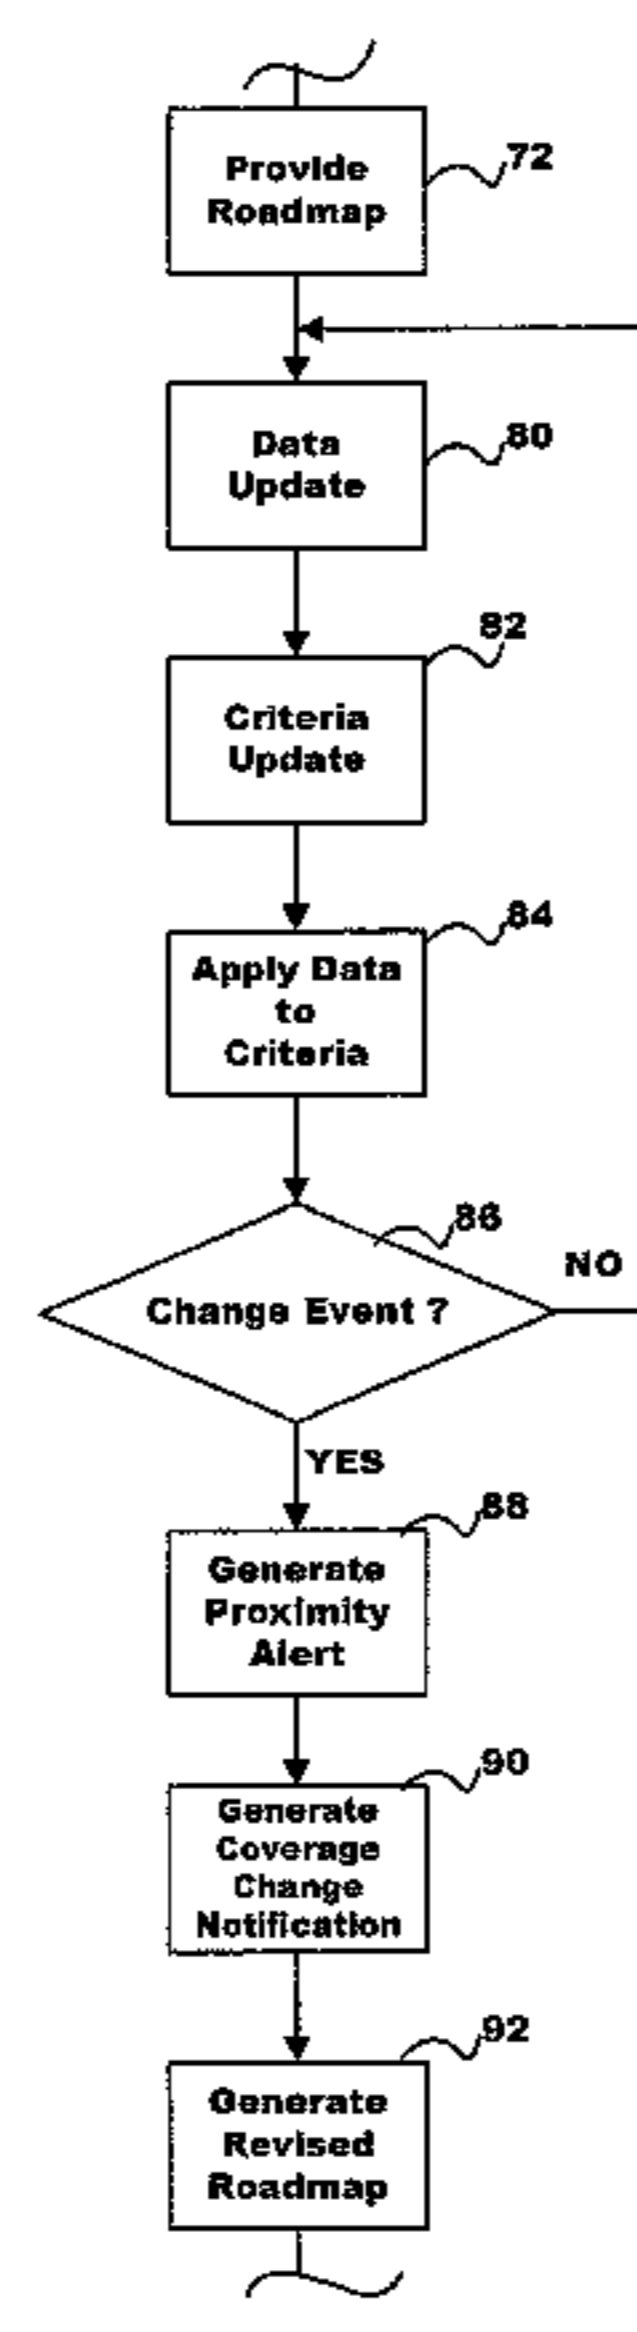 72
Provide
Roadmap
80
Data
Update
82
Criteria
Update
84
Apply Data
to
Criteria
86
NO
Change Event ?
YES
88
Generate
Proximity
Alert
90
Generate
Coverage
Change
Notification
92
Generate
Revised
Roadmap